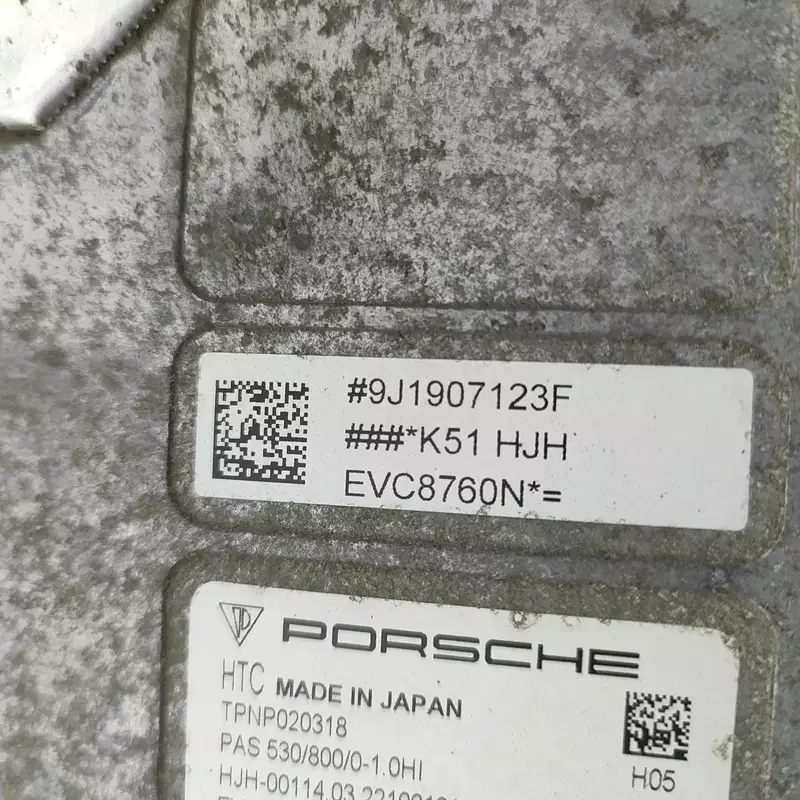 #9J1907123F
###*K51 HJH
EVC8760N*=
PORSCHE
HTC MADE IN JAPAN
TPNP020318
PAS 530/800/0-1.0HI
H05